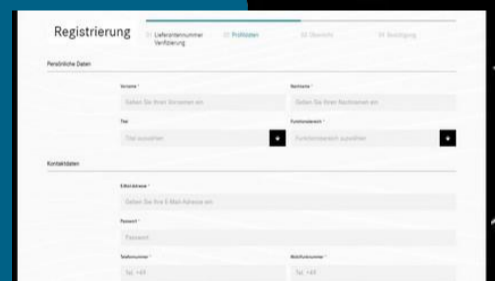 Registrierung
01 Lieferantennummer Verifizierung
02 Profildaten
03 Übersicht
04 Bestätigung
Persönliche Daten
Vorname *
Nachname *
Geben Sie Ihren Vornamen ein
Geben Sie Ihren Nachnamen ein
Titel
Funktionsbereich *
Titel auswählen
Funktionsbereich auswählen
Kontaktdaten
E-Mail-Adresse *
Geben Sie Ihre E-Mail-Adresse ein
Passwort *
Passwort
Telefonnummer *
Mobilfunknummer *
Tel. +49
Tel. +49